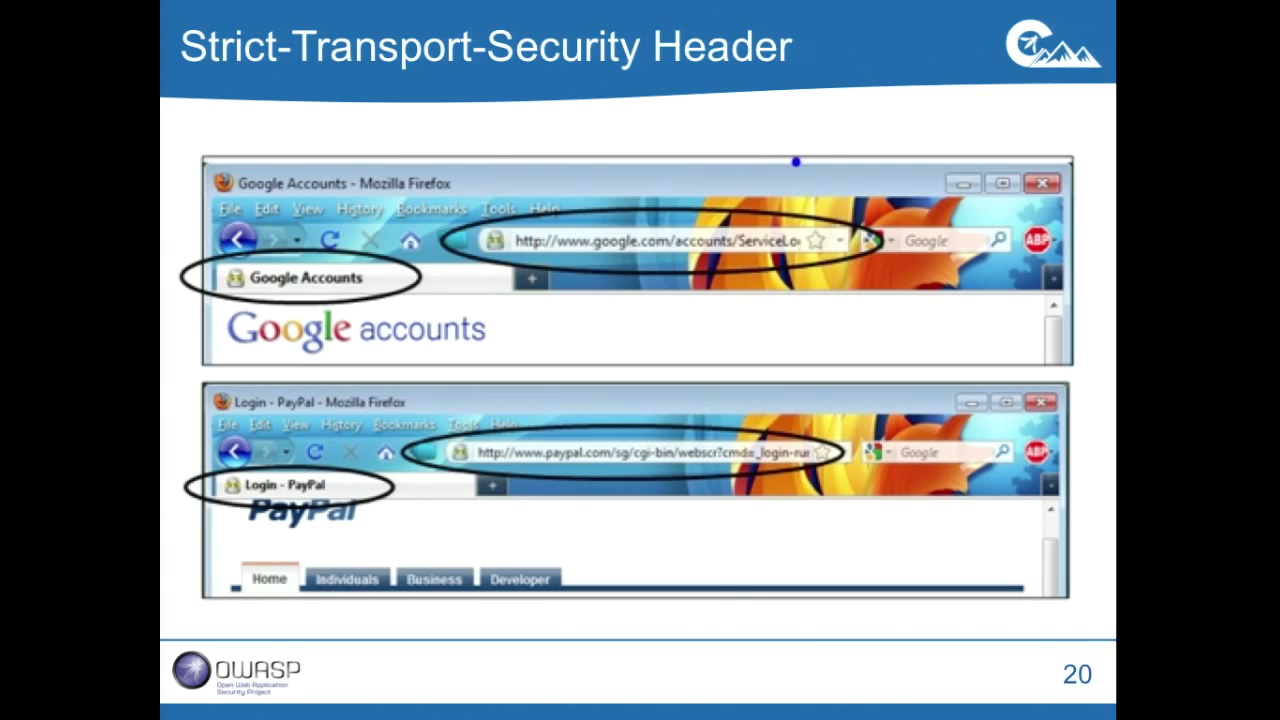 Strict-Transport-Security Header
Google Accounts - Mozilla Firefox
File Edit View History Bookmarks Tools Help
http://www.google.com/accounts/ServiceLo
Google
ABP
Google Accounts
Google accounts
Login - PayPal - Mozilla Firefox
File Edit View History Bookmarks Tools Help
http://www.paypal.com/sg/cgi-bin/webscr?cmd=_login-run
Google
ABP
Login - PayPal
PayPal
Home Individuals Business Developer
OWASP
Open Web Application
Security Project
20